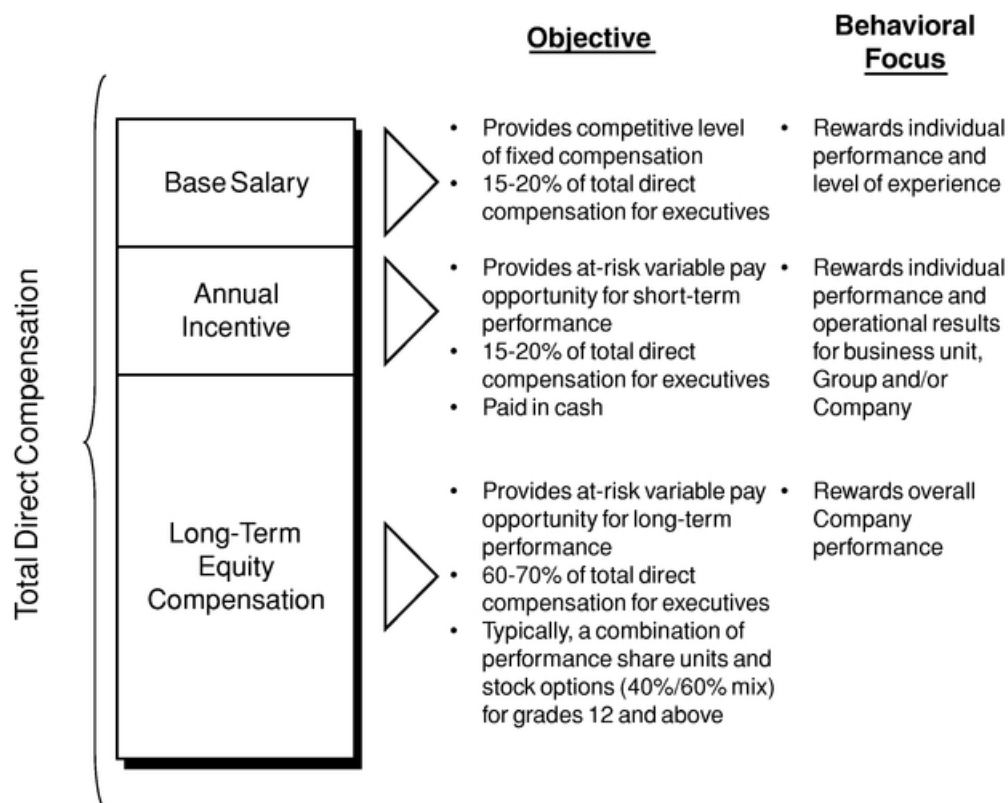 Objective
Behavioral
Focus
Total Direct Compensation
Base Salary
• Provides competitive level
of fixed compensation
• 15-20% of total direct
compensation for executives
• Rewards individual
performance and
level of experience
Annual
Incentive
• Provides at-risk variable pay
opportunity for short-term
performance
• 15-20% of total direct
compensation for executives
• Paid in cash
• Rewards individual
performance and
operational results
for business unit,
Group and/or
Company
Long-Term
Equity
Compensation
• Provides at-risk variable pay
opportunity for long-term
performance
• 60-70% of total direct
compensation for executives
• Typically, a combination of
performance share units and
stock options (40%/60% mix)
for grades 12 and above
• Rewards overall
Company
performance